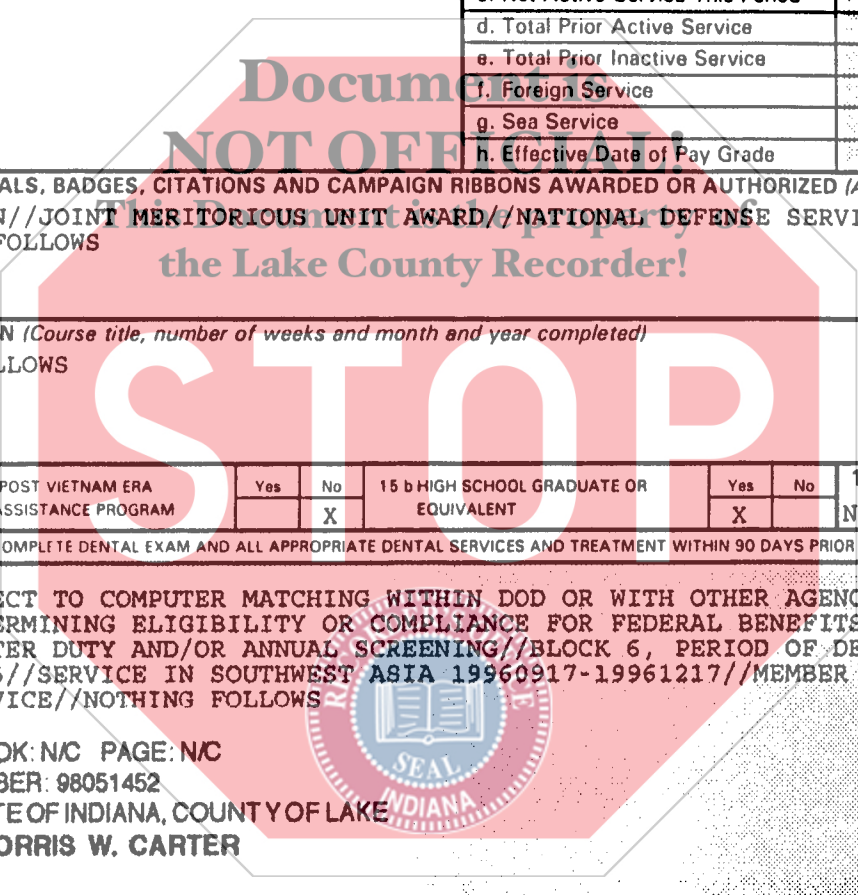 d. Total Prior Active Service
e. Total Prior Inactive Service
f. Foreign Service
g. Sea Service
h. Effective Date of Pay Grade
Document is
NOT OFFICIAL!
This Document is the property of
the Lake County Recorder!
ALS, BADGES, CITATIONS AND CAMPAIGN RIBBONS AWARDED OR AUTHORIZED (A
N//JOINT MERITORIOUS UNIT AWARD//NATIONAL DEFENSE SERVI
FOLLOWS
N (Course title, number of weeks and month and year completed)
LLOWS
STOP
POST VIETNAM ERA Yes No 15 b HIGH SCHOOL GRADUATE OR Yes No 1
ASSISTANCE PROGRAM X EQUIVALENT X N
OMPLETE DENTAL EXAM AND ALL APPROPRIATE DENTAL SERVICES AND TREATMENT WITHIN 90 DAYS PRIOR
ECT TO COMPUTER MATCHING WITHIN DOD OR WITH OTHER AGENC
ERMINING ELIGIBILITY OR COMPLIANCE FOR FEDERAL BENEFITS
TER DUTY AND/OR ANNUAL SCREENING//BLOCK 6, PERIOD OF DE
//SERVICE IN SOUTHWEST ASIA 19960917-19961217//MEMBER
VICE//NOTHING FOLLOWS
SEAL
INDIANA
OK: N/C PAGE: N/C
BER: 98051452
TE OF INDIANA, COUNTY OF LAKE
ORRIS W. CARTER